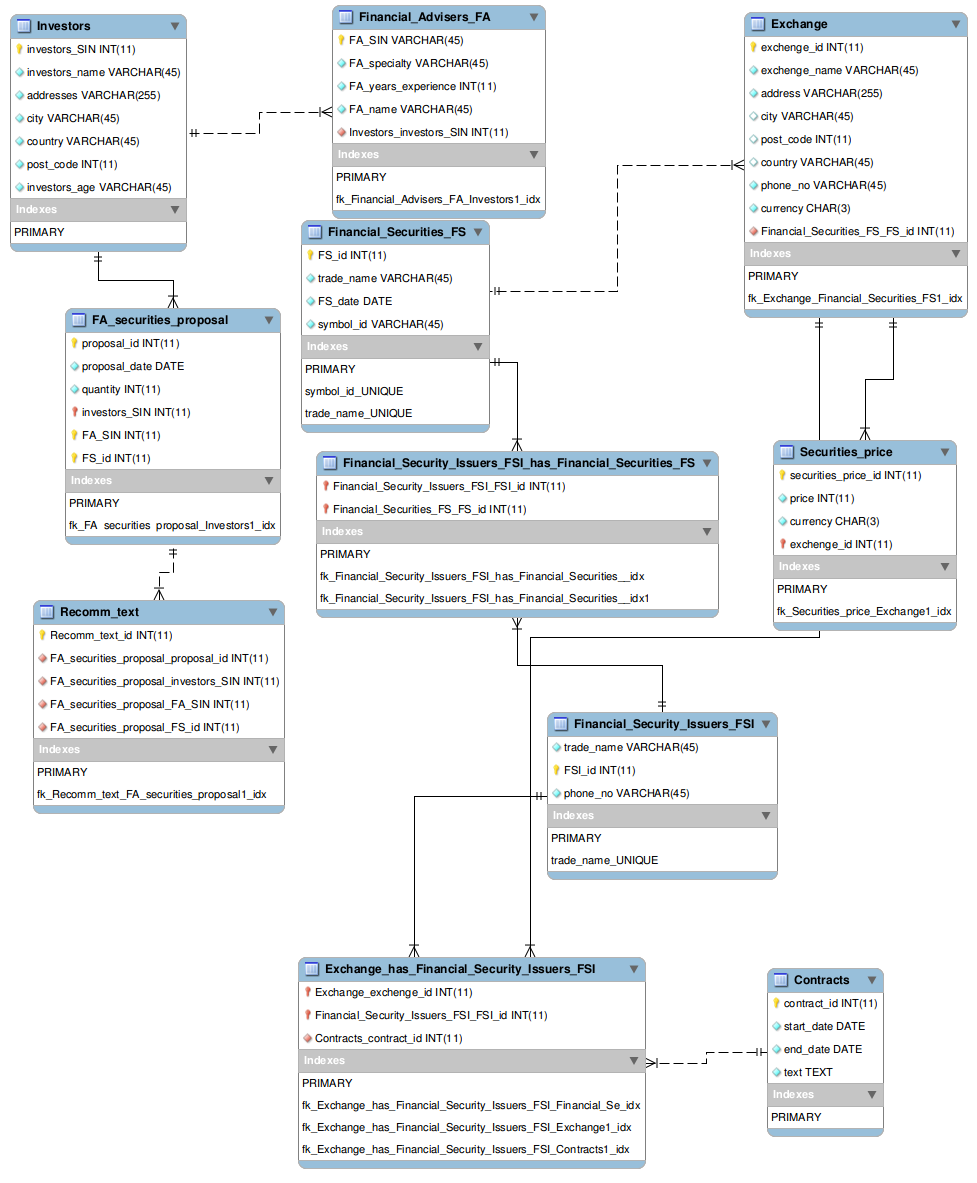 Investors
investors_SIN INT(11)
investors_name VARCHAR(45)
addresses VARCHAR(255)
city VARCHAR(45)
country VARCHAR(45)
post_code INT(11)
investors_age VARCHAR(45)
Indexes
PRIMARY
Financial_Advisers_FA
FA_SIN VARCHAR(45)
FA_specialty VARCHAR(45)
FA_years_experience INT(11)
FA_name VARCHAR(45)
Investors_investors_SIN INT(11)
Indexes
PRIMARY
fk_Financial_Advisers_FA_Investors1_idx
Exchange
exchenge_id INT(11)
exchenge_name VARCHAR(45)
address VARCHAR(255)
city VARCHAR(45)
post_code INT(11)
country VARCHAR(45)
phone_no VARCHAR(45)
currency CHAR(3)
Financial_Securities_FS_FS_id INT(11)
Indexes
PRIMARY
fk_Exchange_Financial_Securities_FS1_idx
Financial_Securities_FS
FS_id INT(11)
trade_name VARCHAR(45)
FS_date DATE
symbol_id VARCHAR(45)
Indexes
PRIMARY
symbol_id_UNIQUE
trade_name_UNIQUE
FA_securities_proposal
proposal_id INT(11)
proposal_date DATE
quantity INT(11)
investors_SIN INT(11)
FA_SIN INT(11)
FS_id INT(11)
Indexes
PRIMARY
fk_FA_securities_proposal_Investors1_idx
Financial_Security_Issuers_FSI_has_Financial_Securities_FS
Financial_Security_Issuers_FSI_FSI_id INT(11)
Financial_Securities_FS_FS_id INT(11)
Indexes
PRIMARY
fk_Financial_Security_Issuers_FSI_has_Financial_Securities__idx
fk_Financial_Security_Issuers_FSI_has_Financial_Securities__idx1
Securities_price
securities_price_id INT(11)
price INT(11)
currency CHAR(3)
exchenge_id INT(11)
Indexes
PRIMARY
fk_Securities_price_Exchange1_idx
Recomm_text
Recomm_text_id INT(11)
FA_securities_proposal_proposal_id INT(11)
FA_securities_proposal_investors_SIN INT(11)
FA_securities_proposal_FA_SIN INT(11)
FA_securities_proposal_FS_id INT(11)
Indexes
PRIMARY
fk_Recomm_text_FA_securities_proposal1_idx
Financial_Security_Issuers_FSI
trade_name VARCHAR(45)
FSI_id INT(11)
phone_no VARCHAR(45)
Indexes
PRIMARY
trade_name_UNIQUE
Exchange_has_Financial_Security_Issuers_FSI
Exchange_exchenge_id INT(11)
Financial_Security_Issuers_FSI_FSI_id INT(11)
Contracts_contract_id INT(11)
Indexes
PRIMARY
fk_Exchange_has_Financial_Security_Issuers_FSI_Financial_Se_idx
fk_Exchange_has_Financial_Security_Issuers_FSI_Exchange1_idx
fk_Exchange_has_Financial_Security_Issuers_FSI_Contracts1_idx
Contracts
contract_id INT(11)
start_date DATE
end_date DATE
text TEXT
Indexes
PRIMARY